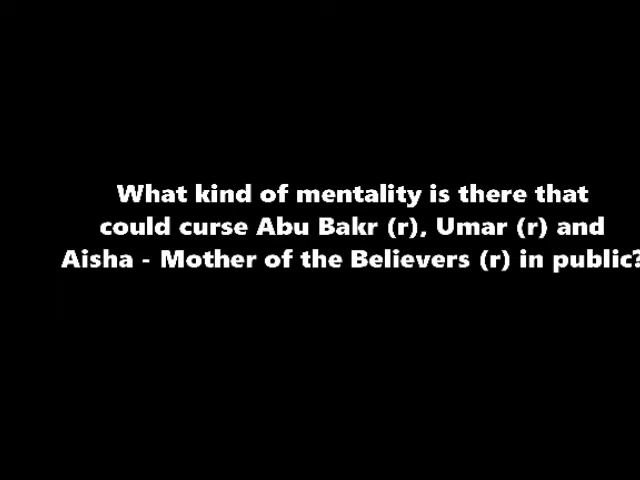 What kind of mentality is there that
could curse Abu Bakr (r), Umar (r) and
Aisha - Mother of the Believers (r) in public?